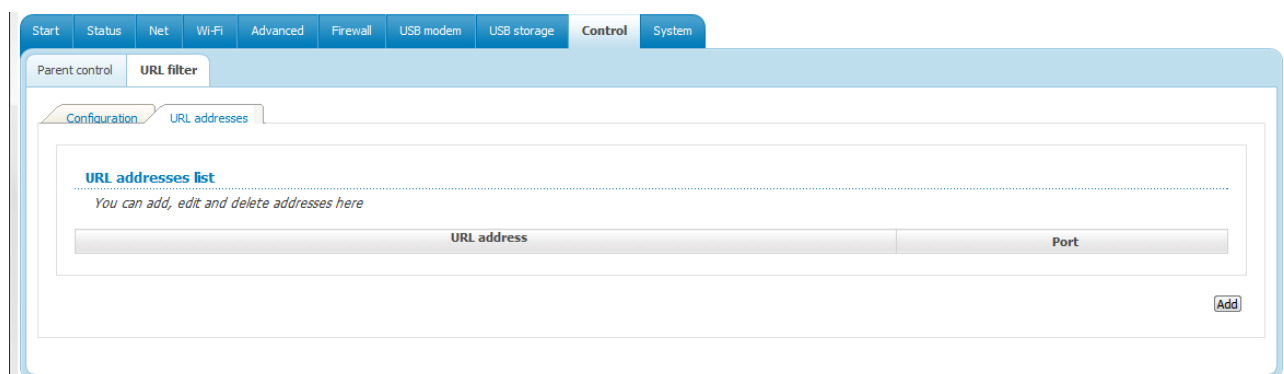 Start Status Net Wi-Fi Advanced Firewall USB modem USB storage Control System
Parent control URL filter
Configuration URL addresses
URL addresses list
You can add, edit and delete addresses here
URL address Port
Add